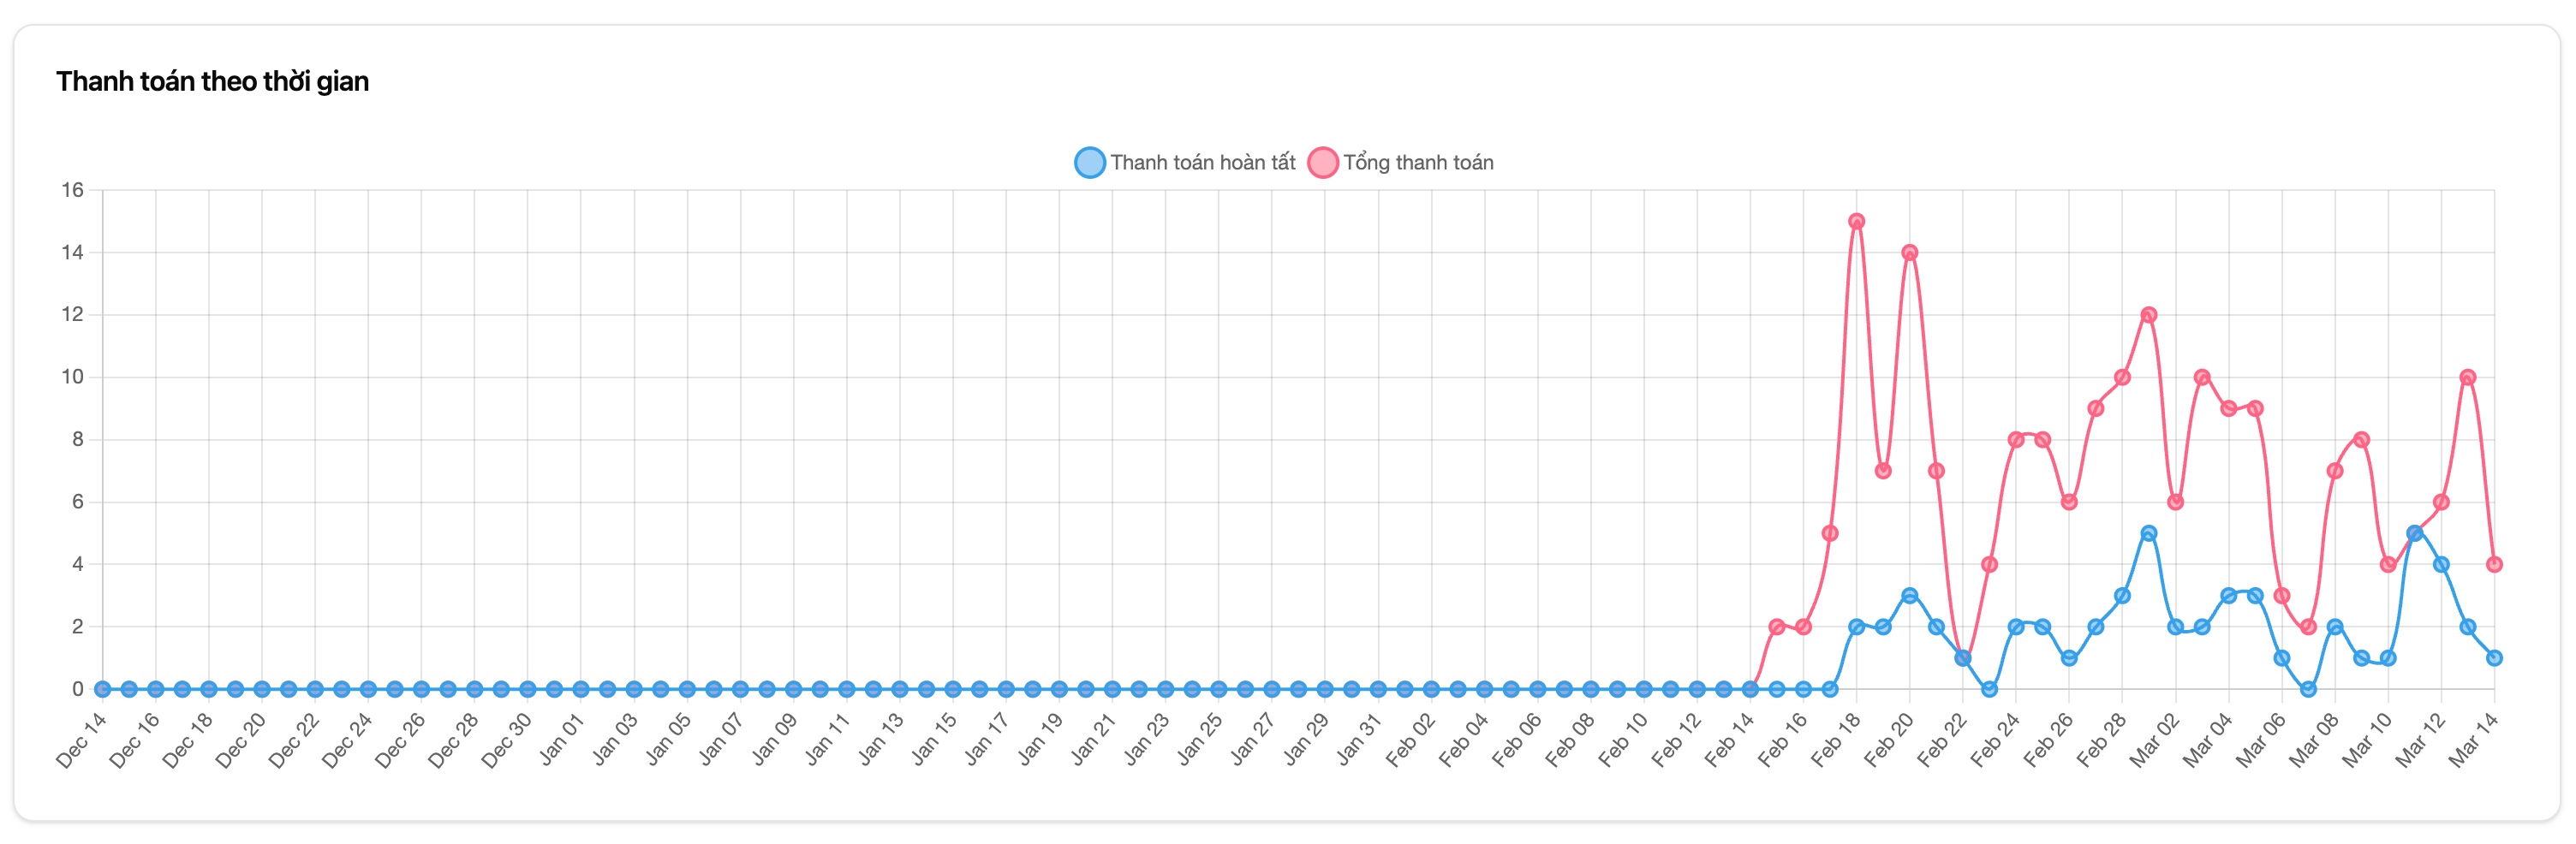 Thanh toán theo thời gian
Thanh toán hoàn tất
Tổng thanh toán
16
14
12
10
8
6
4
2
0
Dec 14
Dec 16
Dec 18
Dec 20
Dec 22
Dec 24
Dec 26
Dec 28
Dec 30
Jan 01
Jan 03
Jan 05
Jan 07
Jan 09
Jan 11
Jan 13
Jan 15
Jan 17
Jan 19
Jan 21
Jan 23
Jan 25
Jan 27
Jan 29
Jan 31
Feb 02
Feb 04
Feb 06
Feb 08
Feb 10
Feb 12
Feb 14
Feb 16
Feb 18
Feb 20
Feb 22
Feb 24
Feb 26
Feb 28
Mar 02
Mar 04
Mar 06
Mar 08
Mar 10
Mar 12
Mar 14